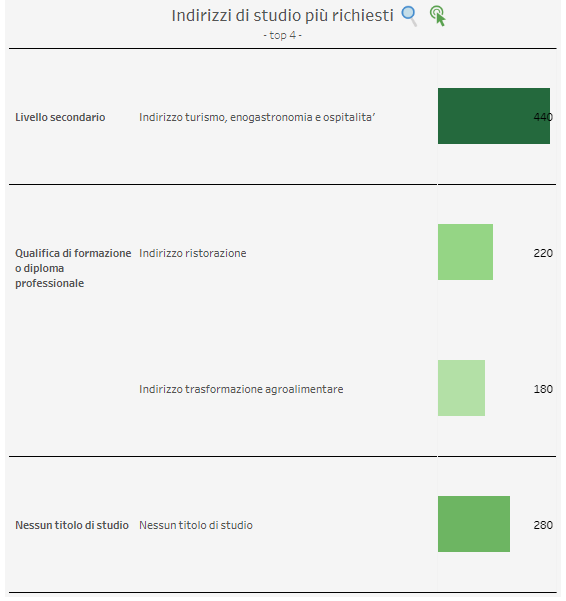 Indirizzi di studio più richiesti
- top 4 -
Livello secondario Indirizzo turismo, enogastronomia e ospitalita’ 440
Qualifica di formazione Indirizzo ristorazione 220
o diploma
professionale
Indirizzo trasformazione agroalimentare 180
Nessun titolo di studio Nessun titolo di studio 280